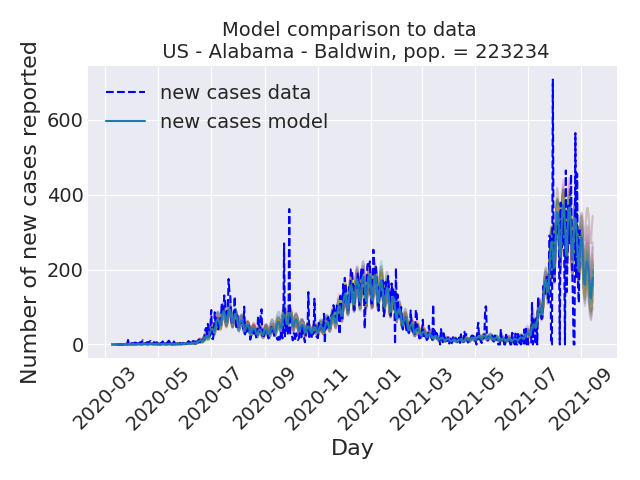 Model comparison to data
US - Alabama - Baldwin, pop. = 223234
Number of new cases reported
600
400
200
0
new cases data
new cases model
2020-03
2020-05
2020-07
2020-09
2020-11
2021-01
2021-03
2021-05
2021-07
2021-09
Day